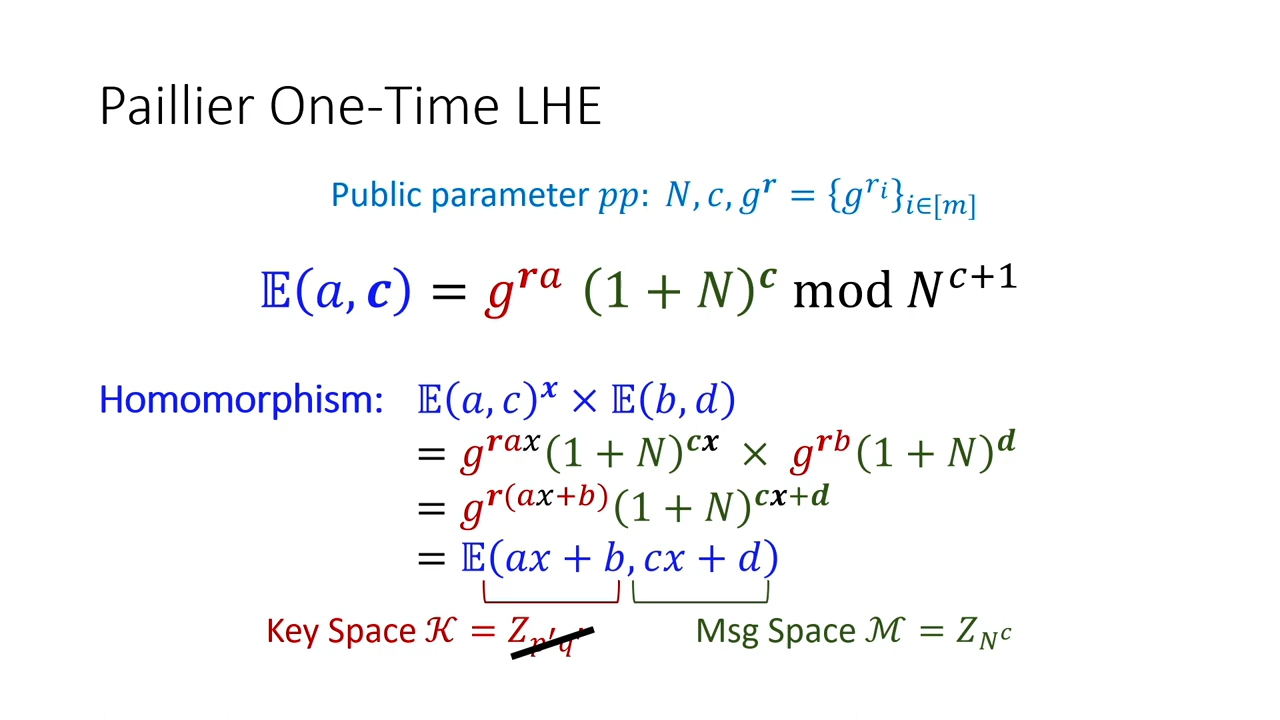 Paillier One-Time LHE
Public parameter pp: N, c, g^r = {g^{r_i}}_{i∈[m]}
𝔼(a, c) = g^{ra} (1 + N)^c mod N^{c+1}
Homomorphism: 𝔼(a, c)^x × 𝔼(b, d)
= g^{rax}(1 + N)^{cx} × g^{rb}(1 + N)^d
= g^{r(ax+b)}(1 + N)^{cx+d}
= 𝔼(ax + b, cx + d)
Key Space 𝒦 = Z_{p'q'} Msg Space ℳ = Z_{N^c}